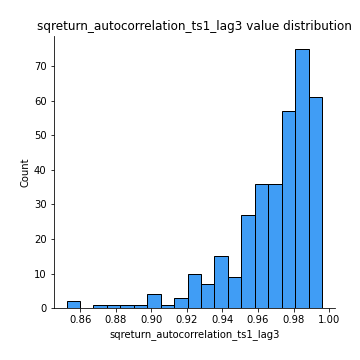 sqreturn_autocorrelation_ts1_lag3 value distribution
70
60
50
40
30
20
10
0
Count
0.86 0.88 0.90 0.92 0.94 0.96 0.98 1.00
sqreturn_autocorrelation_ts1_lag3